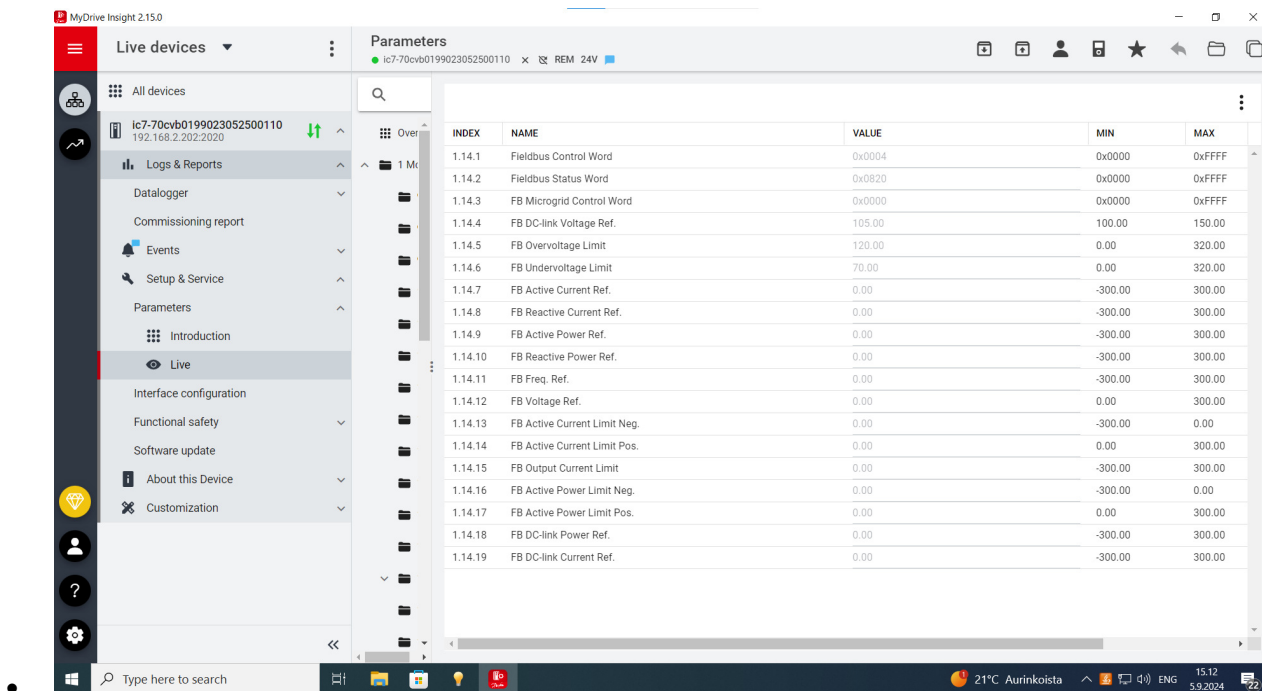 MyDrive Insight 2.15.0
Live devices
Parameters
ic7-70cvb0199023052500110 REM 24V
All devices
ic7-70cvb0199023052500110
192.168.2.202:2020
Logs & Reports
Datalogger
Commissioning report
Events
Setup & Service
Parameters
Introduction
Live
Interface configuration
Functional safety
Software update
About this Device
Customization
Over
1 Mo
INDEX NAME VALUE MIN MAX
1.14.1 Fieldbus Control Word 0x0004 0x0000 0xFFFF
1.14.2 Fieldbus Status Word 0x0820 0x0000 0xFFFF
1.14.3 FB Microgrid Control Word 0x0000 0x0000 0xFFFF
1.14.4 FB DC-link Voltage Ref. 105.00 100.00 150.00
1.14.5 FB Overvoltage Limit 120.00 0.00 320.00
1.14.6 FB Undervoltage Limit 70.00 0.00 320.00
1.14.7 FB Active Current Ref. 0.00 -300.00 300.00
1.14.8 FB Reactive Current Ref. 0.00 -300.00 300.00
1.14.9 FB Active Power Ref. 0.00 -300.00 300.00
1.14.10 FB Reactive Power Ref. 0.00 -300.00 300.00
1.14.11 FB Freq. Ref. 0.00 -300.00 300.00
1.14.12 FB Voltage Ref. 0.00 0.00 300.00
1.14.13 FB Active Current Limit Neg. 0.00 -300.00 0.00
1.14.14 FB Active Current Limit Pos. 0.00 0.00 300.00
1.14.15 FB Output Current Limit 0.00 -300.00 300.00
1.14.16 FB Active Power Limit Neg. 0.00 -300.00 0.00
1.14.17 FB Active Power Limit Pos. 0.00 0.00 300.00
1.14.18 FB DC-link Power Ref. 0.00 -300.00 300.00
1.14.19 FB DC-link Current Ref. 0.00 -300.00 300.00
Type here to search
21°C Aurinkoista
ENG
15.12
5.9.2024
22